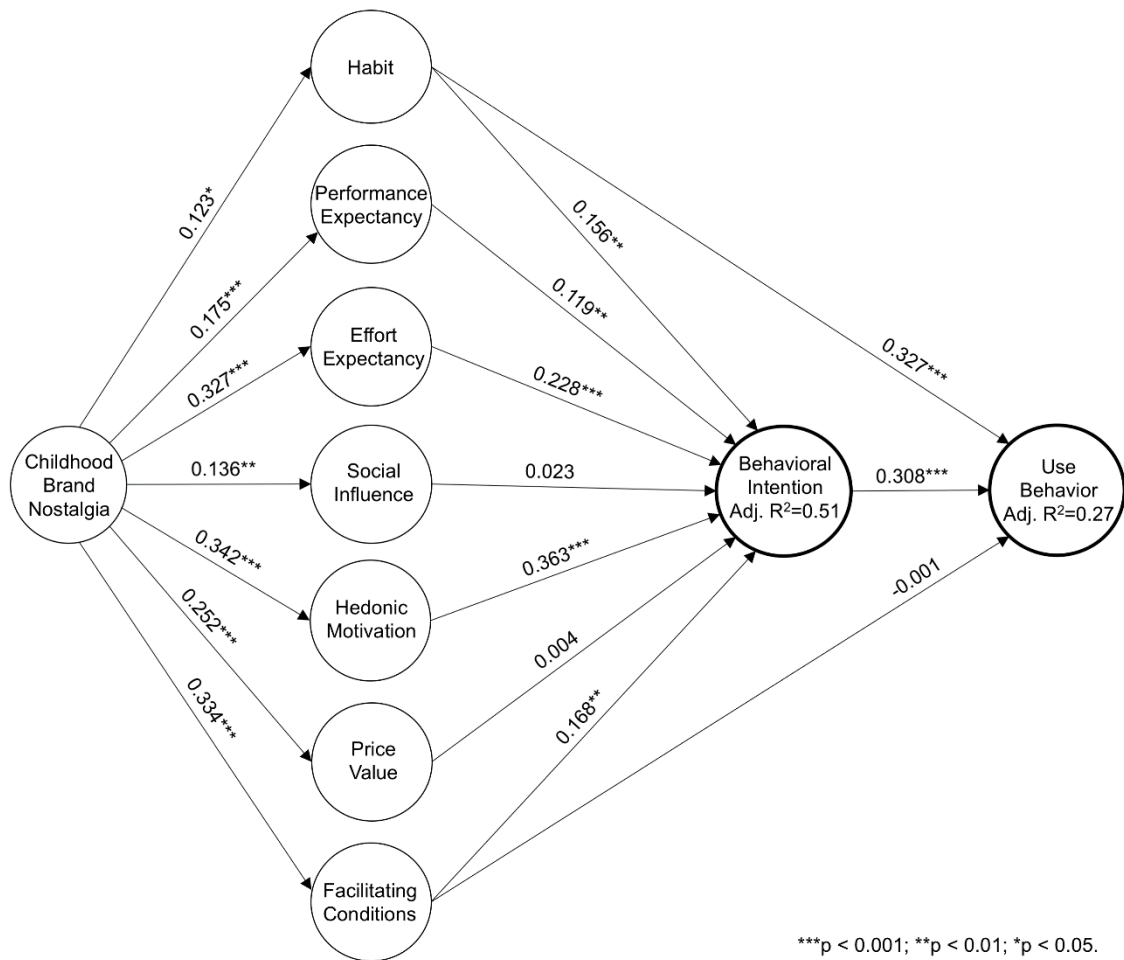 Habit
0.123*
0.156**
Performance
Expectancy
0.175***
0.119**
0.327***
Effort
Expectancy
0.327***
0.228***
Childhood
Brand
Nostalgia
0.136**
Social
Influence
0.023
Behavioral
Intention
Adj. R²=0.51
0.308***
Use
Behavior
Adj. R²=0.27
0.342***
Hedonic
Motivation
0.363***
-0.001
0.252***
0.004
0.334***
Price
Value
0.168**
Facilitating
Conditions
***p < 0.001; **p < 0.01; *p < 0.05.